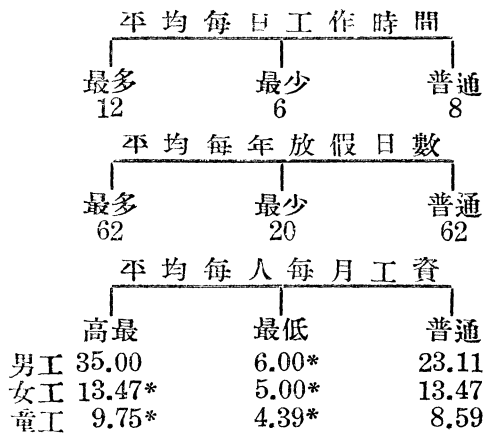 平均每日工作時間
最多 最少 普通
12 6 8
平均每年放假日數
最多 最少 普通
62 20 62
平均每人每月工資
高最 最低 普通
男工 35.00 6.00* 23.11
女工 13.47* 5.00* 13.47
童工 9.75* 4.39* 8.59